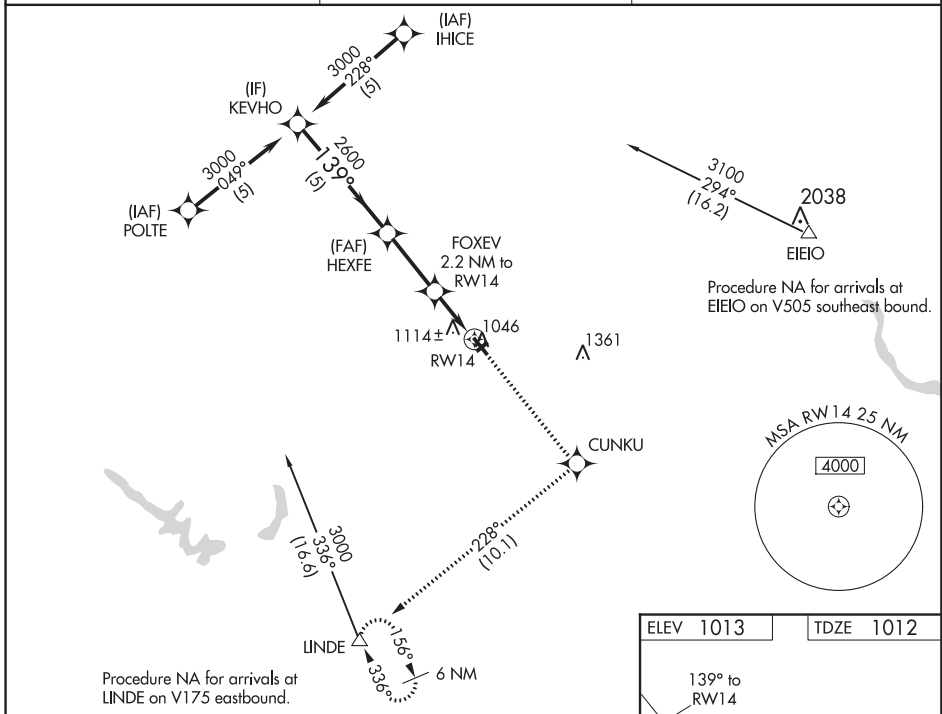 (IAF)
IHICE
3000
228°
(5)
(IF)
KEVHO
3000
049°
(5)
(IAF)
POLTE
2600
139°
(5)
(FAF)
HEXFE
FOXEV
2.2 NM to
RW14
1114±
1046
RW14
1361
3100
294°
(16.2)
2038
EIEIO
Procedure NA for arrivals at
EIEIO on V505 southeast bound.
MSA RW14 25 NM
4000
CUNKU
228°
(10.1)
3000
336°
(16.6)
LINDE
156°
336°
6 NM
Procedure NA for arrivals at
LINDE on V175 eastbound.
ELEV 1013
TDZE 1012
139° to
RW14